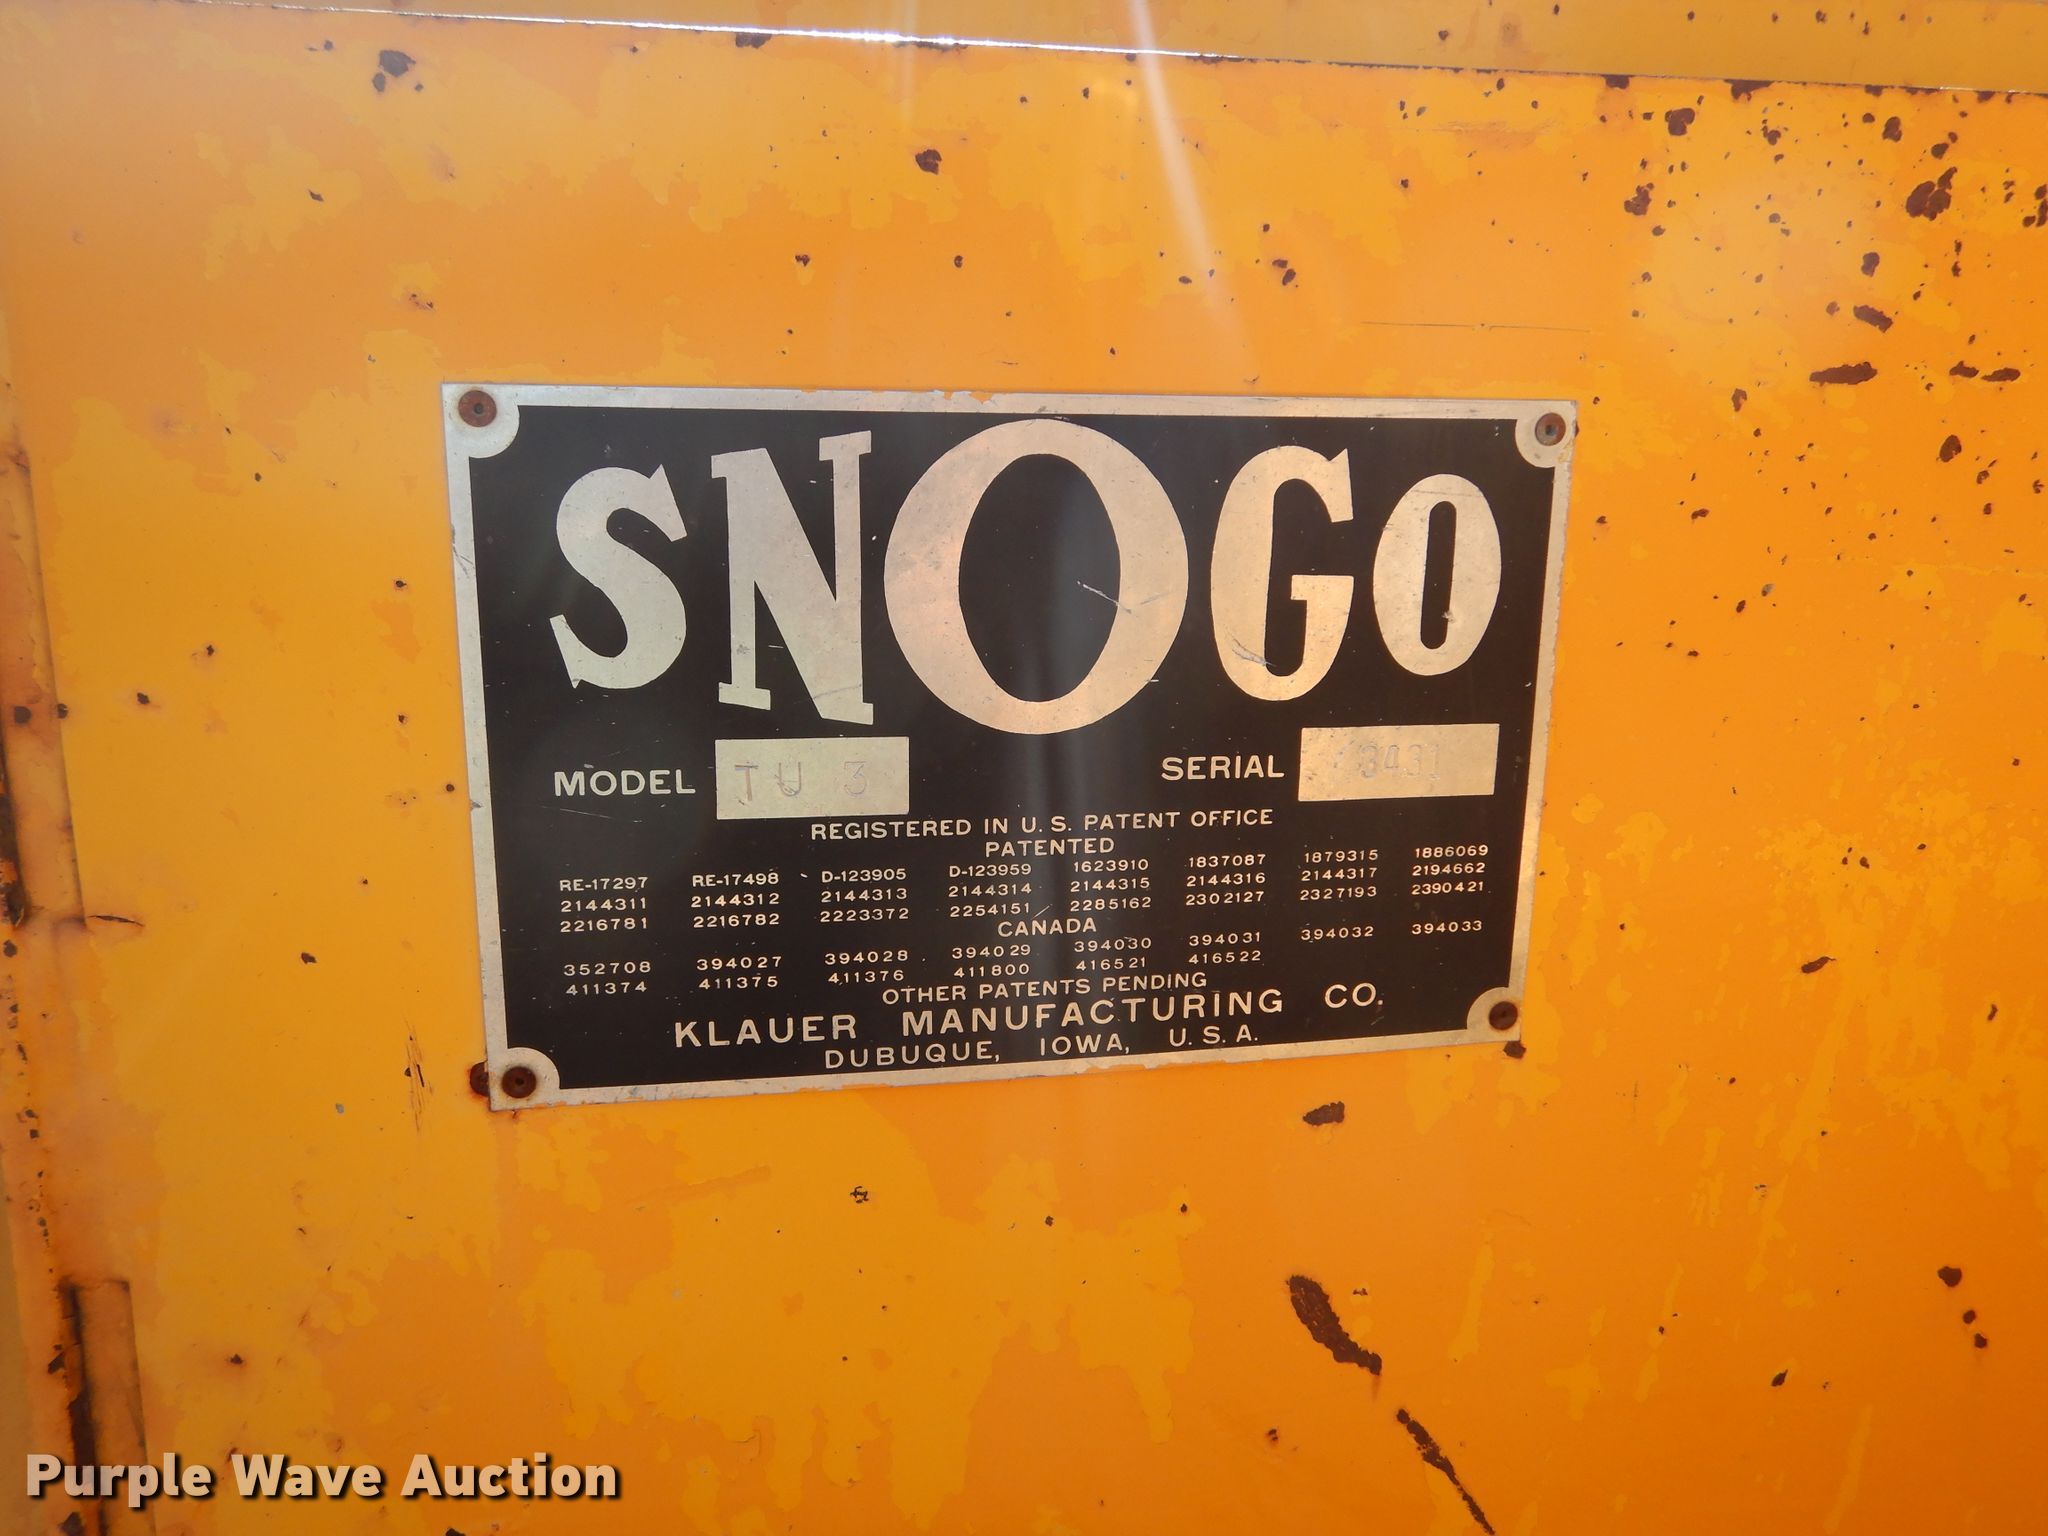 SNOGO
MODEL TU 3 SERIAL
REGISTERED IN U. S. PATENT OFFICE
PATENTED
RE-17297 RE-17498 D-123905 D-123959 1623910 1837087 1879315 1886069
2144311 2144312 2144313 2144314 2144315 2144316 2144317 2194662
2216781 2216782 2223372 2254151 2285162 2302127 2327193 2390421
CANADA
352708 394027 394028 394029 394030 394031 394032 394033
411374 411375 411376 411800 416521 416522
OTHER PATENTS PENDING
KLAUER MANUFACTURING CO.
DUBUQUE, IOWA, U. S. A.
Purple Wave Auction